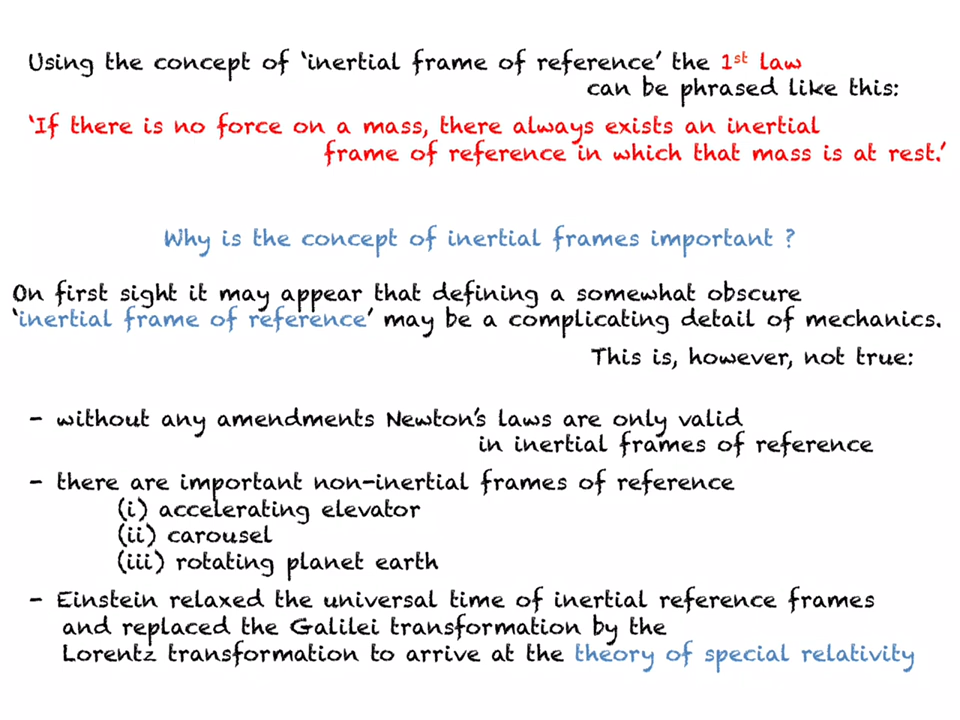 Using the concept of 'inertial frame of reference' the 1st law
can be phrased like this:
'If there is no force on a mass, there always exists an inertial
frame of reference in which that mass is at rest.'
Why is the concept of inertial frames important ?
On first sight it may appear that defining a somewhat obscure
'inertial frame of reference' may be a complicating detail of mechanics.
This is, however, not true:
- without any amendments Newton's laws are only valid
in inertial frames of reference
- there are important non-inertial frames of reference
(i) accelerating elevator
(ii) carousel
(iii) rotating planet earth
- Einstein relaxed the universal time of inertial reference frames
and replaced the Galilei transformation by the
Lorentz transformation to arrive at the theory of special relativity